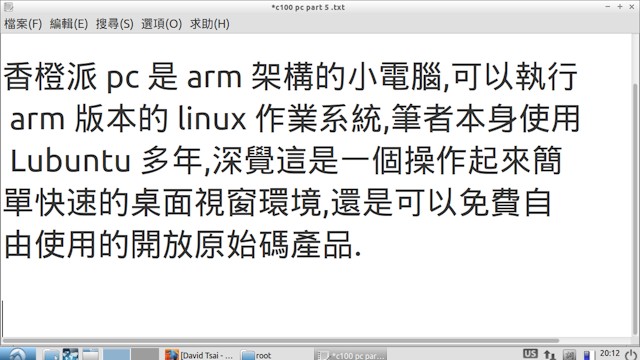 *c100 pc part 5 .txt
檔案(F) 編輯(E) 搜尋(S) 選項(O) 求助(H)
香橙派 pc 是 arm 架構的小電腦,可以執行
arm 版本的 linux 作業系統,筆者本身使用
Lubuntu 多年,深覺這是一個操作起來簡
單快速的桌面視窗環境,還是可以免費自
由使用的開放原始碼產品.
[David Tsai - ... root *c100 pc par... US 20:12